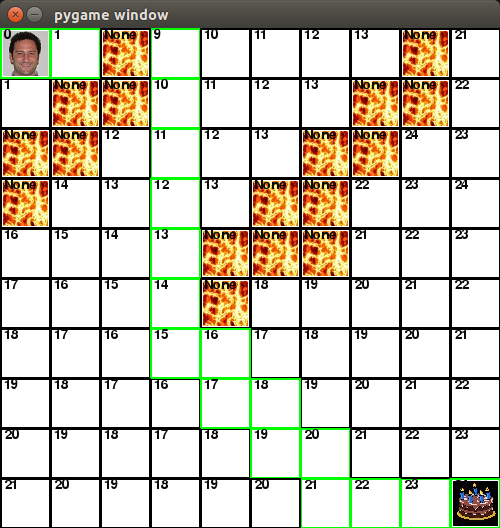 pygame window
0 1 None 9 10 11 12 13 None 21
1 None None 10 11 12 13 None None 22
None None 12 11 12 13 None None 24 23
None 14 13 12 13 None None 22 23 24
16 15 14 13 None None None 21 22 23
17 16 15 14 None 18 19 20 21 22
18 17 16 15 16 17 18 19 20 21
19 18 17 16 17 18 19 20 21 22
20 19 18 17 18 19 20 21 22 23
21 20 19 18 19 20 21 22 23